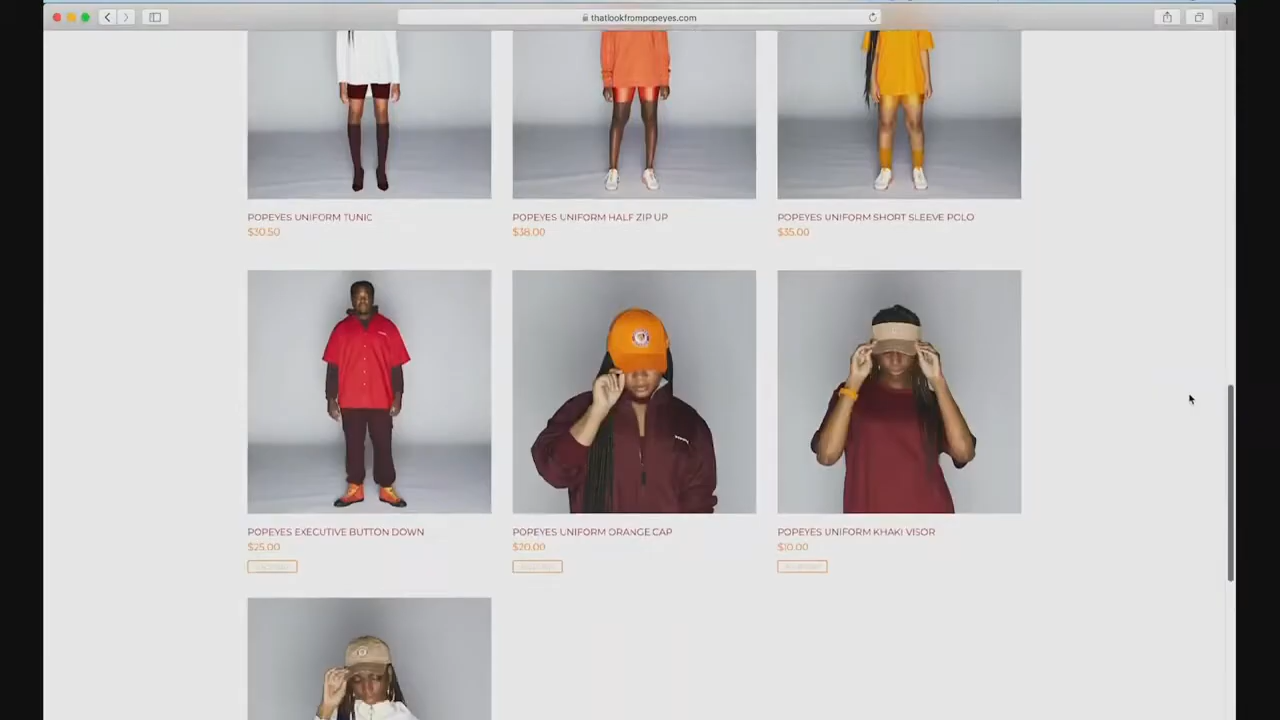 thatlookfrompopeyes.com
POPEYES UNIFORM TUNIC
$30.50
POPEYES UNIFORM HALF ZIP UP
$38.00
POPEYES UNIFORM SHORT SLEEVE POLO
$35.00
POPEYES EXECUTIVE BUTTON DOWN
$25.00
POPEYES UNIFORM ORANGE CAP
$20.00
POPEYES UNIFORM KHAKI VISOR
$10.00